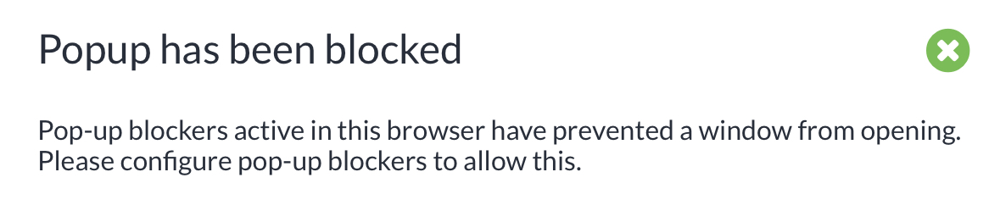 Popup has been blocked
Pop-up blockers active in this browser have prevented a window from opening.
Please configure pop-up blockers to allow this.